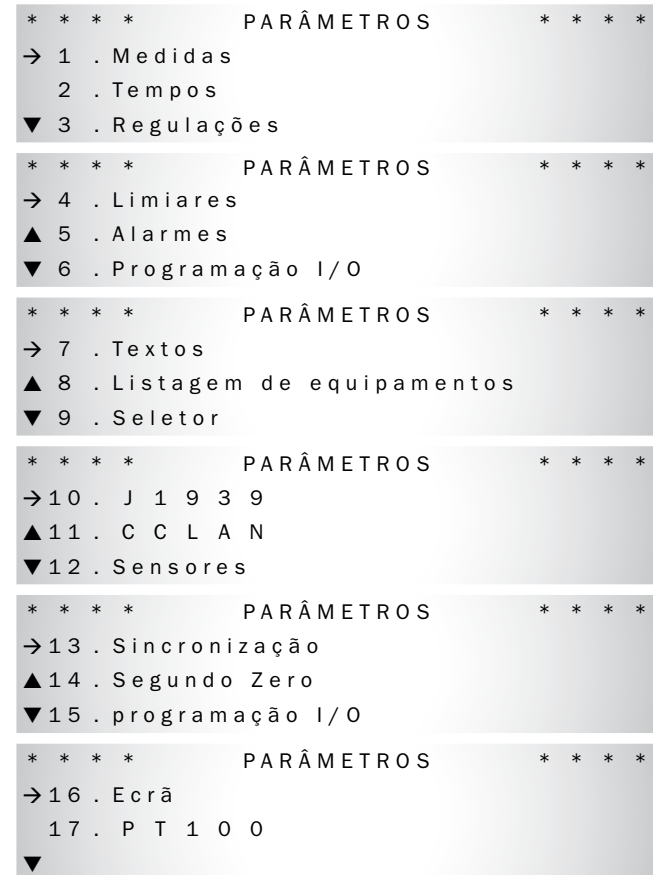 * * * * PARÂMETROS * * * *
→ 1 . Medidas
2 . Tempos
▼ 3 . Regulações
* * * * PARÂMETROS * * * *
→ 4 . Limiares
▲ 5 . Alarmes
▼ 6 . Programação I/O
* * * * PARÂMETROS * * * *
→ 7 . Textos
▲ 8 . Listagem de equipamentos
▼ 9 . Seletor
* * * * PARÂMETROS * * * *
→10. J1939
▲11. CCLAN
▼12. Sensores
* * * * PARÂMETROS * * * *
→13. Sincronização
▲14. Segundo Zero
▼15. programação I/O
* * * * PARÂMETROS * * * *
→16. Ecrã
17. PT100
▼